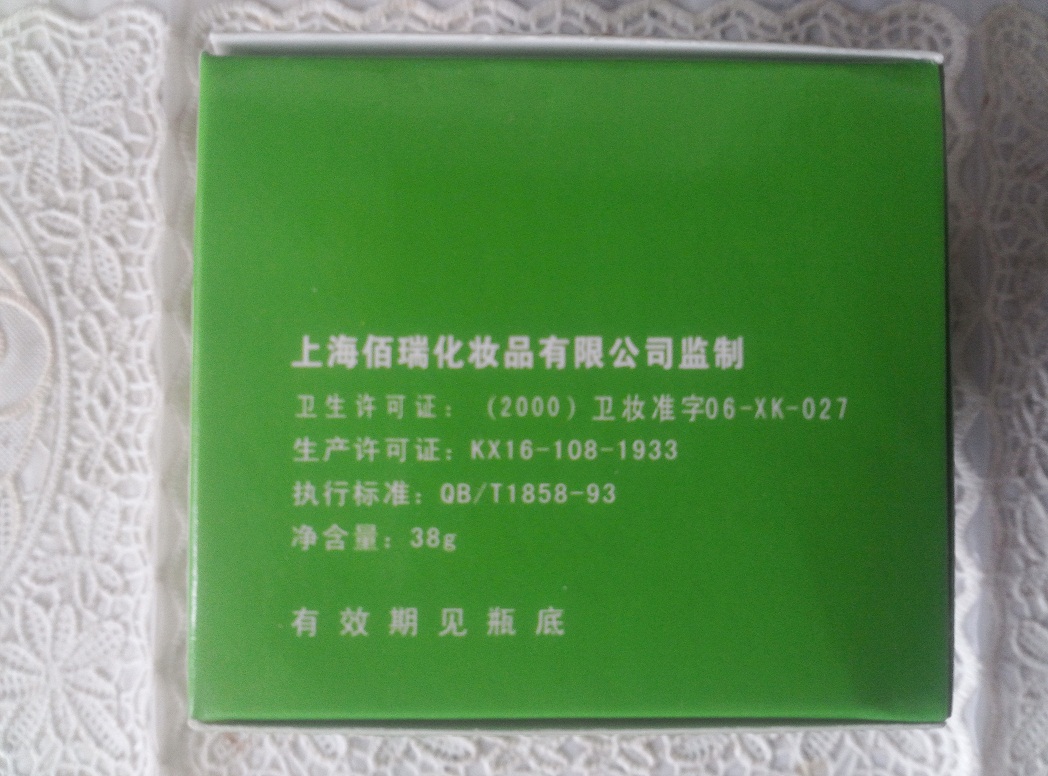 上海佰瑞化妆品有限公司监制
卫生许可证：（2000）卫妆准字06-XK-027
生产许可证：KX16-108-1933
执行标准：QB/T1858-93
净含量：38g
有效期见瓶底